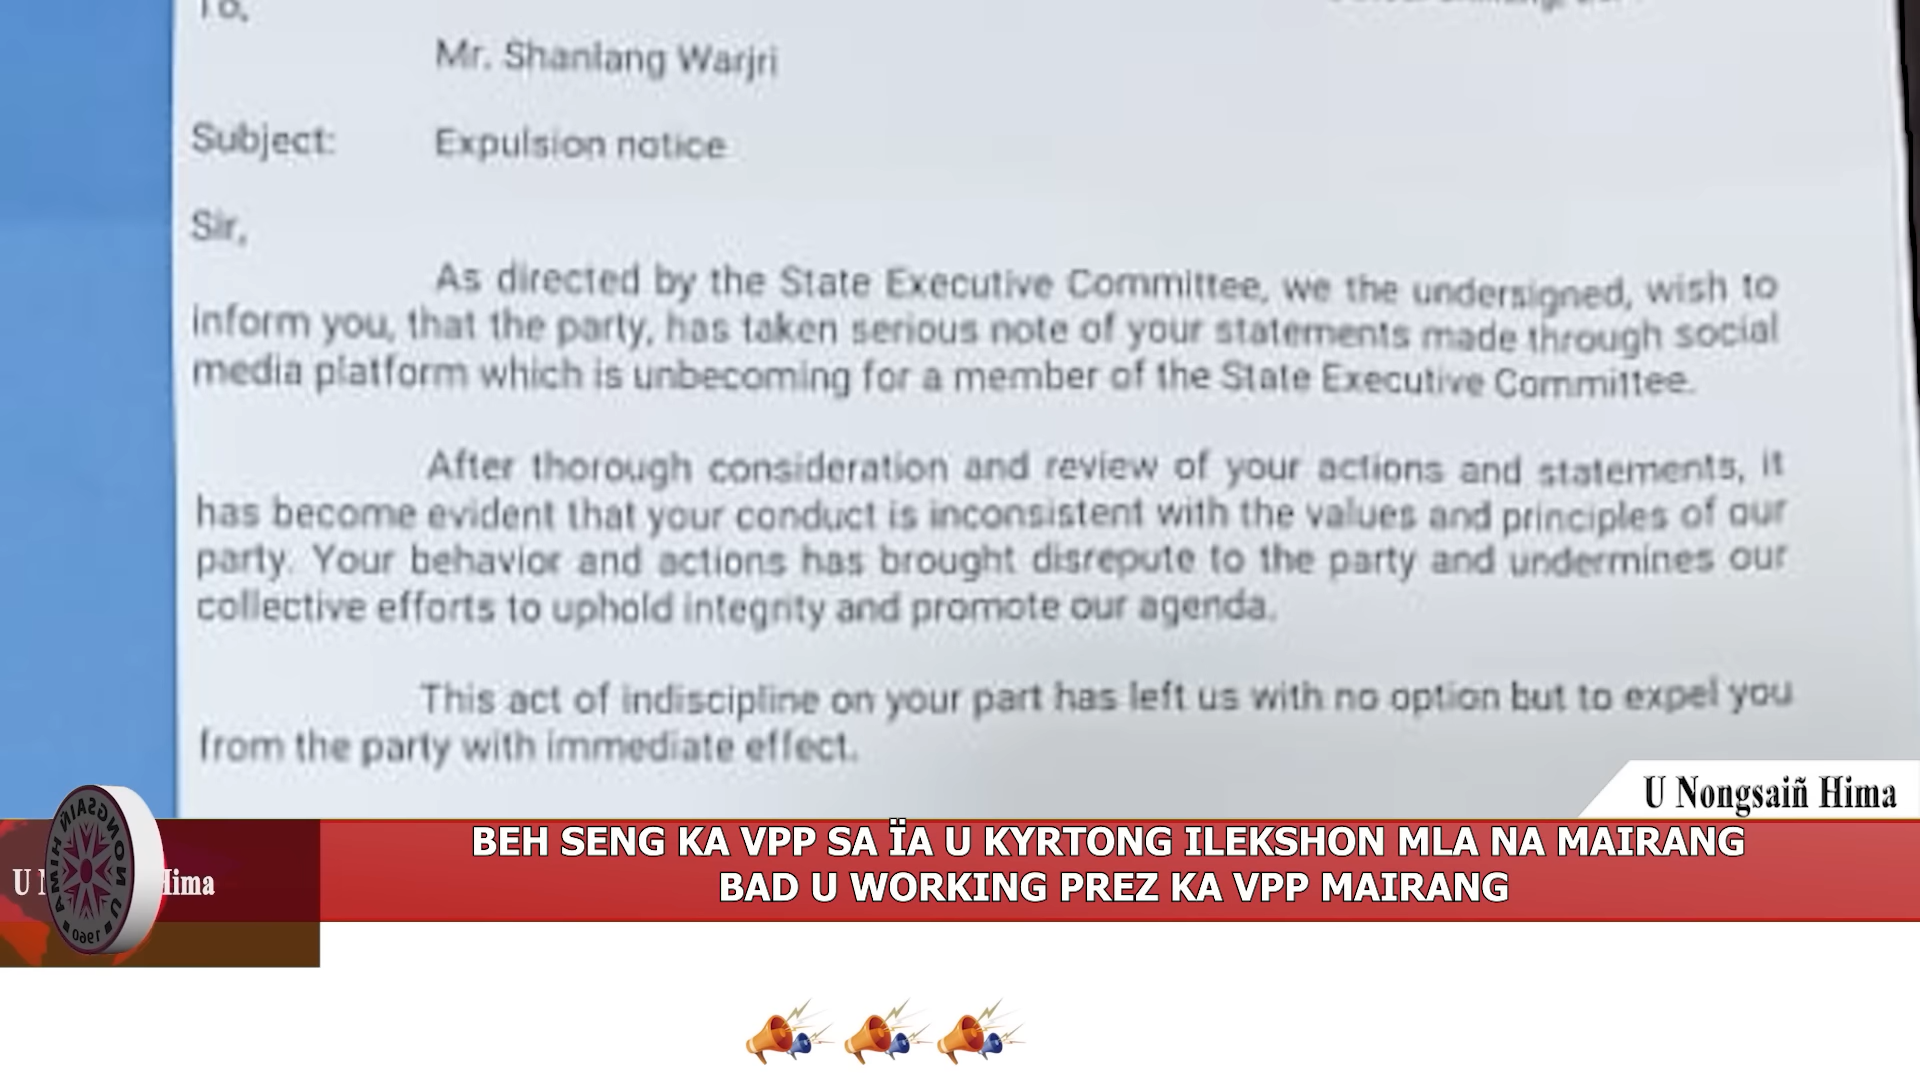 To,
Mr. Shanlang Warjri
Subject: Expulsion notice
Sir,
As directed by the State Executive Committee, we the undersigned, wish to
inform you, that the party, has taken serious note of your statements made through social
media platform which is unbecoming for a member of the State Executive Committee.
After thorough consideration and review of your actions and statements, it
has become evident that your conduct is inconsistent with the values and principles of our
party. Your behavior and actions has brought disrepute to the party and undermines our
collective efforts to uphold integrity and promote our agenda.
This act of indiscipline on your part has left us with no option but to expel you
from the party with immediate effect.
U Nongsaiñ Hima
BEH SENG KA VPP SA ÏA U KYRTONG ILEKSHON MLA NA MAIRANG
BAD U WORKING PREZ KA VPP MAIRANG
U NONGSAIÑ HIMA
1960